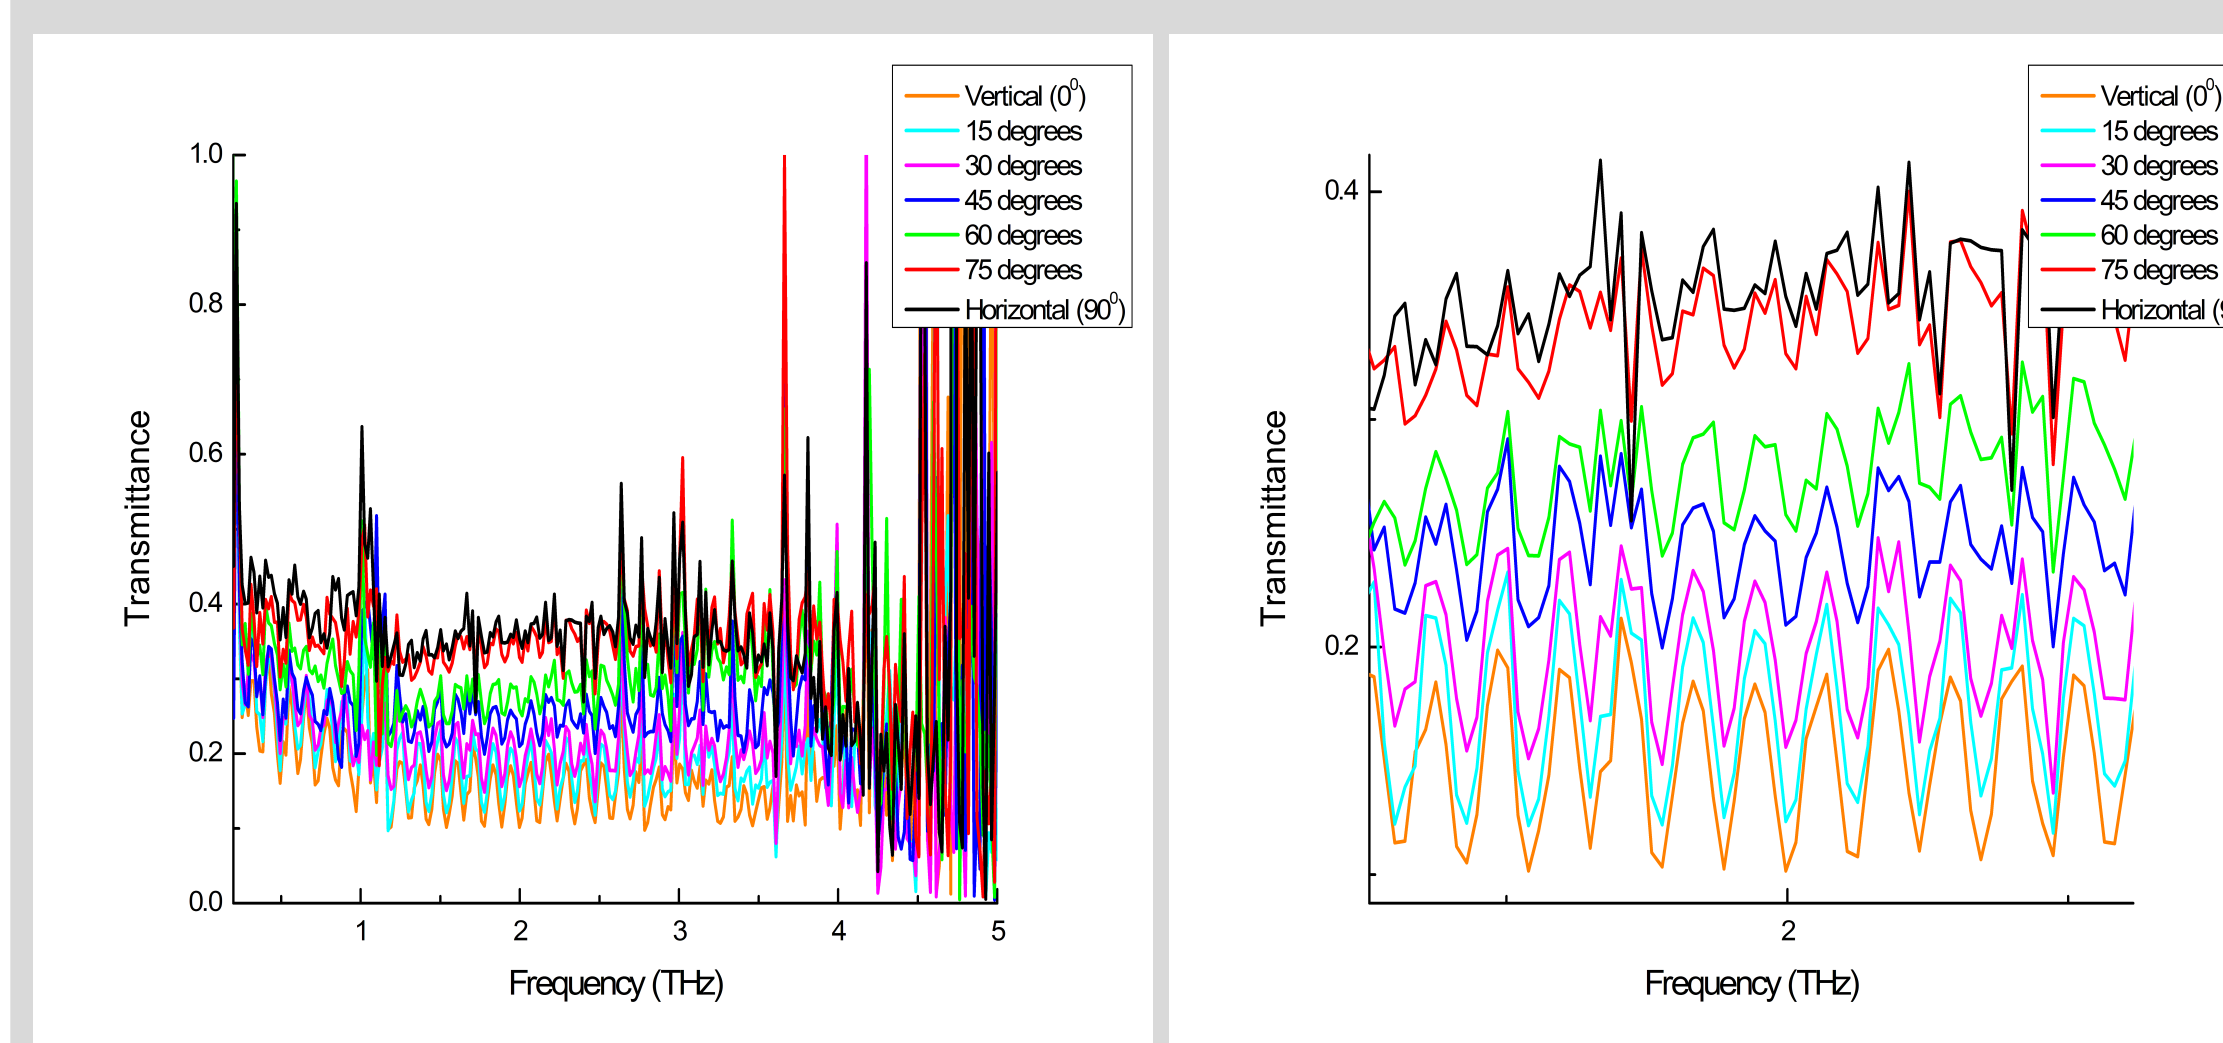 Vertical (0⁰)
15 degrees
30 degrees
45 degrees
60 degrees
75 degrees
Horizontal (90⁰)
1.0
0.8
0.6
0.4
0.2
0.0
Transmittance
1
2
3
4
5
Frequency (THz)
Vertical (0⁰)
15 degrees
30 degrees
45 degrees
60 degrees
75 degrees
Horizontal (9
0.4
0.2
Transmittance
2
Frequency (THz)